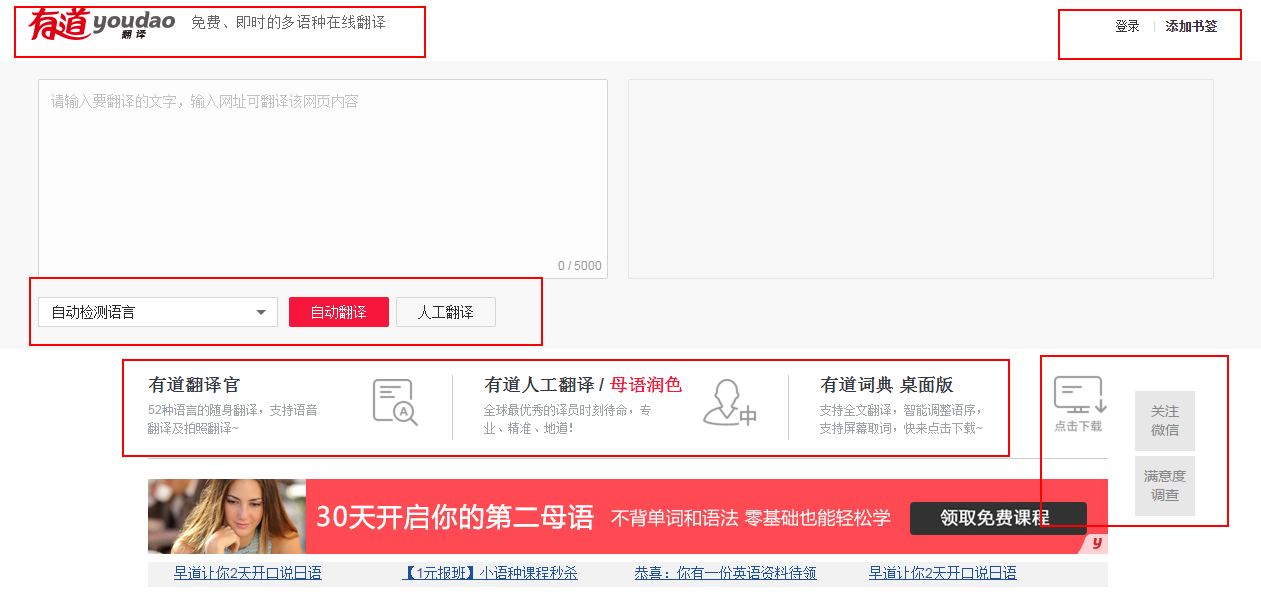 有道 youdao 翻译 免费、即时的多语种在线翻译
登录 添加书签
请输入要翻译的文字，输入网址可翻译该网页内容
0 / 5000
自动检测语言 自动翻译 人工翻译
有道翻译官
52种语言的随身翻译，支持语音
翻译及拍照翻译~
A
有道人工翻译 / 母语润色
全球最优秀的译员时刻待命，专
业、精准、地道!
中
有道词典 桌面版
支持全文翻译，智能调整语序，
支持屏幕取词，快来点击下载~
点击下载
关注
微信
满意度
调查
30天开启你的第二母语 不背单词和语法 零基础也能轻松学 领取免费课程
y
早道让你2天开口说日语 【1元报班】小语种课程秒杀 恭喜：你有一份英语资料待领 早道让你2天开口说日语